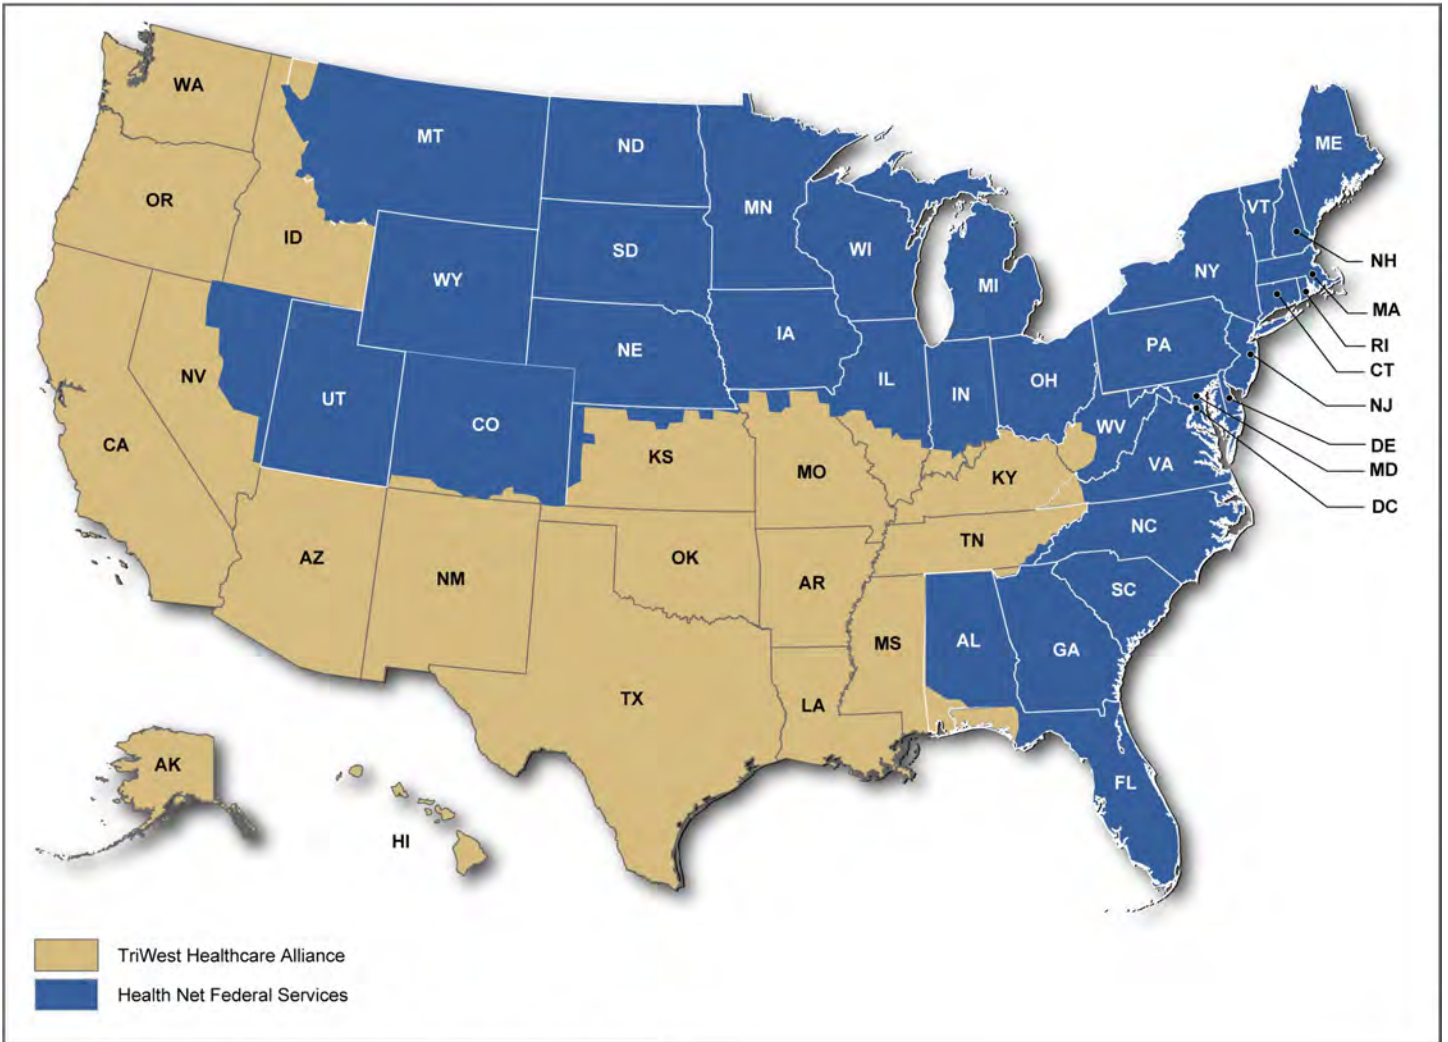 WA
MT
ND
ME
OR
ID
MN
VT
WI
SD
NH
WY
NY
MI
MA
IA
PA
RI
NE
CT
NV
UT
IL
IN
OH
NJ
CO
WV
CA
KS
MO
KY
VA
DE
MD
DC
NC
AZ
NM
OK
AR
TN
SC
MS
AL
GA
TX
LA
AK
FL
HI
TriWest Healthcare Alliance
Health Net Federal Services